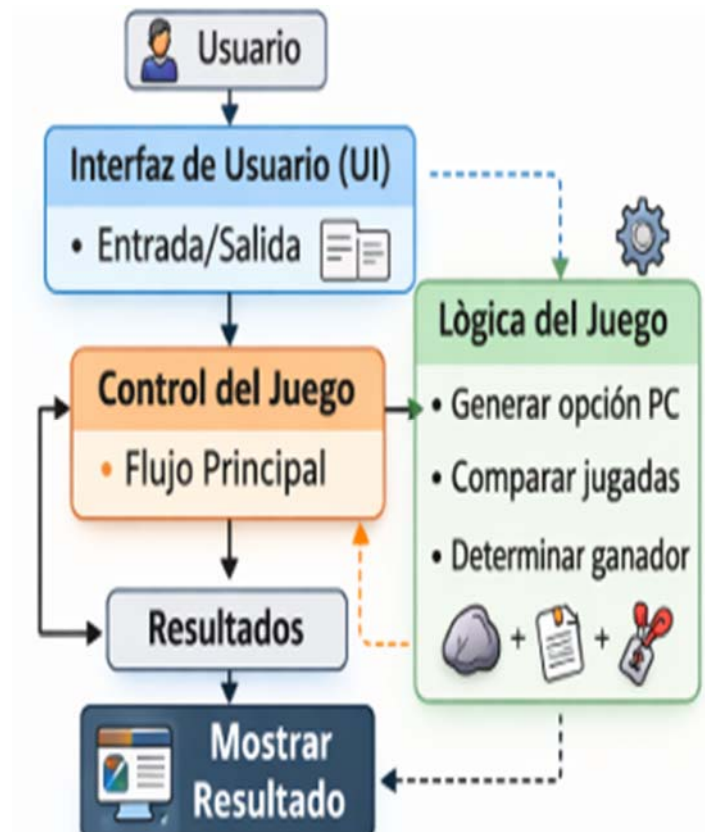 Usuario
Interfaz de Usuario (UI)
• Entrada/Salida
Lògica del Juego
• Generar opción PC
• Comparar jugadas
• Determinar ganador
+ +
Control del Juego
• Flujo Principal
Resultados
Mostrar
Resultado